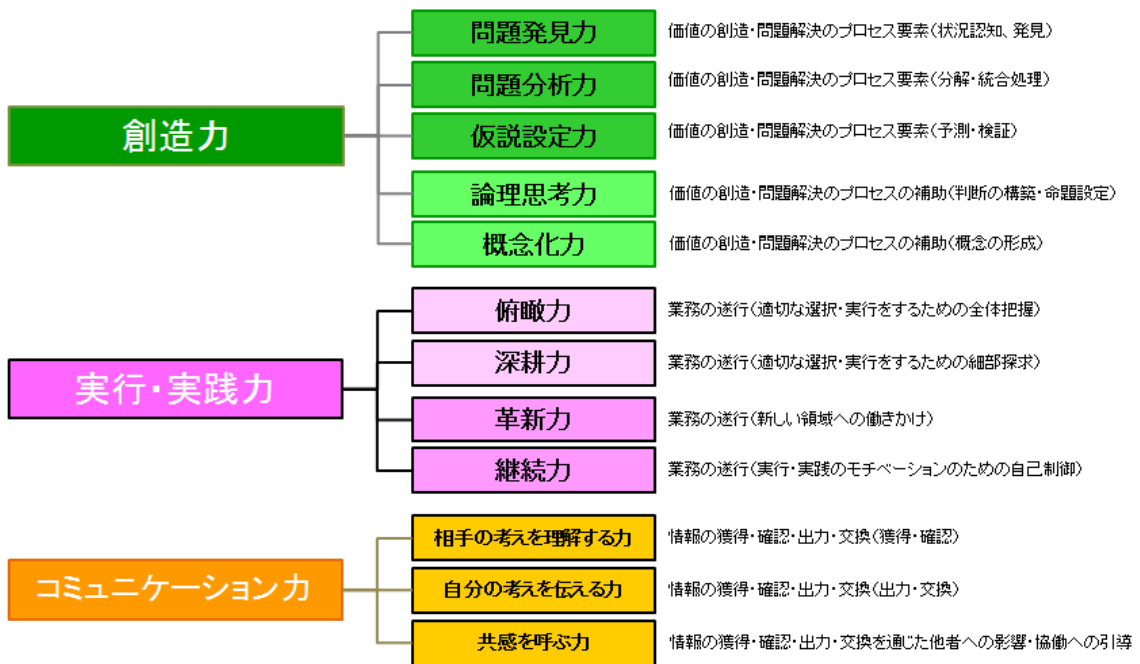 創造力
問題発見力
価値の創造・問題解決のプロセス要素(状況認知、発見)
問題分析力
価値の創造・問題解決のプロセス要素(分解・統合処理)
仮説設定力
価値の創造・問題解決のプロセス要素(予測・検証)
論理思考力
価値の創造・問題解決のプロセスの補助(判断の構築・命題設定)
概念化力
価値の創造・問題解決のプロセスの補助(概念の形成)
実行・実践力
俯瞰力
業務の遂行(適切な選択・実行をするための全体把握)
深耕力
業務の遂行(適切な選択・実行をするための細部探求)
革新力
業務の遂行(新しい領域への働きかけ)
継続力
業務の遂行(実行・実践のモチベーションのための自己制御)
コミュニケーション力
相手の考えを理解する力
情報の獲得・確認・出力・交換(獲得・確認)
自分の考えを伝える力
情報の獲得・確認・出力・交換(出力・交換)
共感を呼ぶ力
情報の獲得・確認・出力・交換を通じた他者への影響・協働への引導